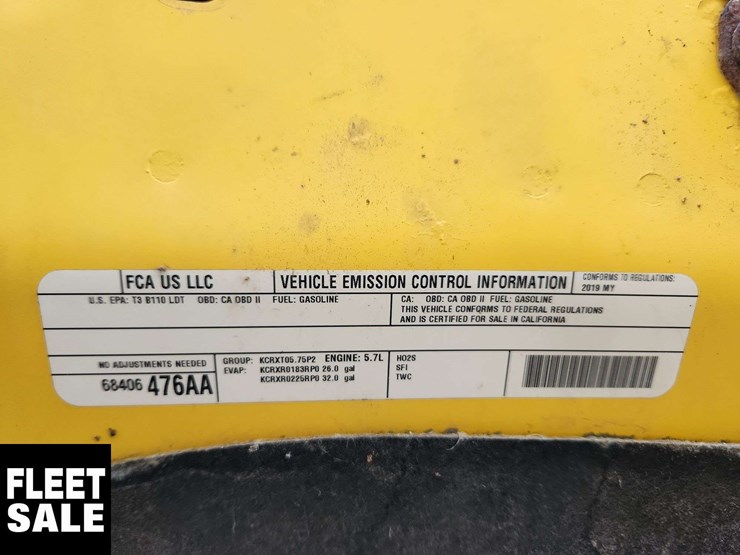 FCA US LLC
VEHICLE EMISSION CONTROL INFORMATION
CONFORMS TO REGULATIONS:
2019 MY
U.S. EPA: T3 B110 LDT OBD: CA OBD II FUEL: GASOLINE
CA: OBD: CA OBD II FUEL: GASOLINE
THIS VEHICLE CONFORMS TO FEDERAL REGULATIONS
AND IS CERTIFIED FOR SALE IN CALIFORNIA
NO ADJUSTMENTS NEEDED
68406 476AA
GROUP: KCRXT05.75P2 ENGINE: 5.7L
EVAP: KCRXR0183RP0 26.0 gal
KCRXR0225RP0 32.0 gal
HO2S
SFI
TWC
FLEET
SALE